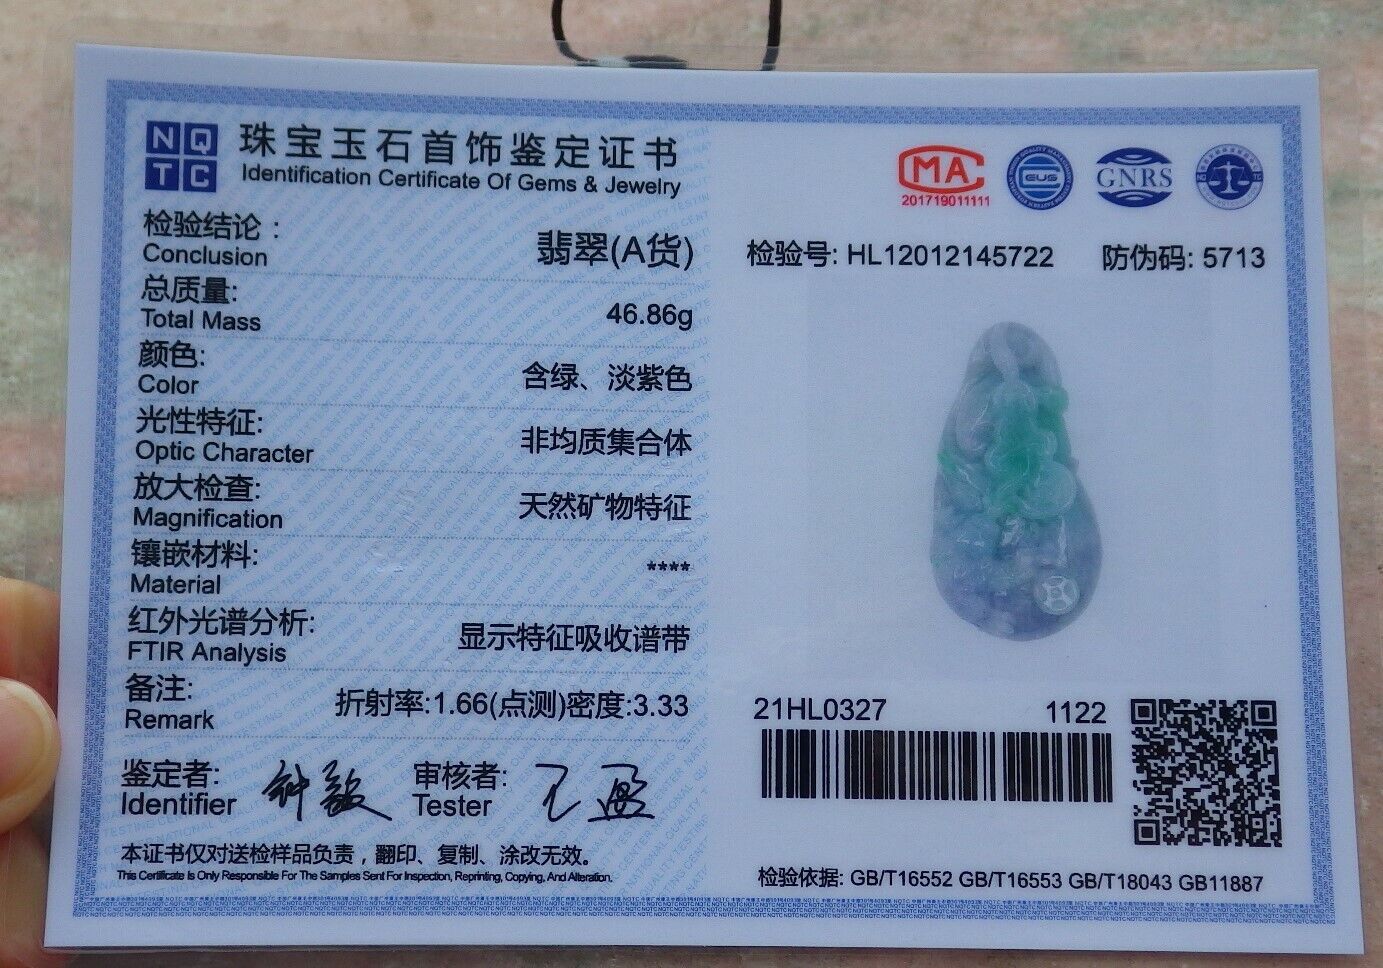 NQ
TC
珠宝玉石首饰鉴定证书
Identification Certificate Of Gems & Jewelry
检验结论：
Conclusion
翡翠(A货)
总质量:
Total Mass
46.86g
颜色:
Color
含绿、淡紫色
光性特征:
Optic Character
非均质集合体
放大检查:
Magnification
天然矿物特征
镶嵌材料:
Material
****
红外光谱分析:
FTIR Analysis
显示特征吸收谱带
备注:
Remark
折射率:1.66(点测)密度:3.33
鉴定者:
Identifier
审核者:
Tester
本证书仅对送检样品负责，翻印、复制、涂改无效。
This Certificate Is Only Responsible For The Samples Sent For Inspection, Reprinting, Copying, And Alteration.
MA
201719011111
GNRS
检验号: HL12012145722 防伪码: 5713
21HL0327 1122
检验依据: GB/T16552 GB/T16553 GB/T18043 GB11887